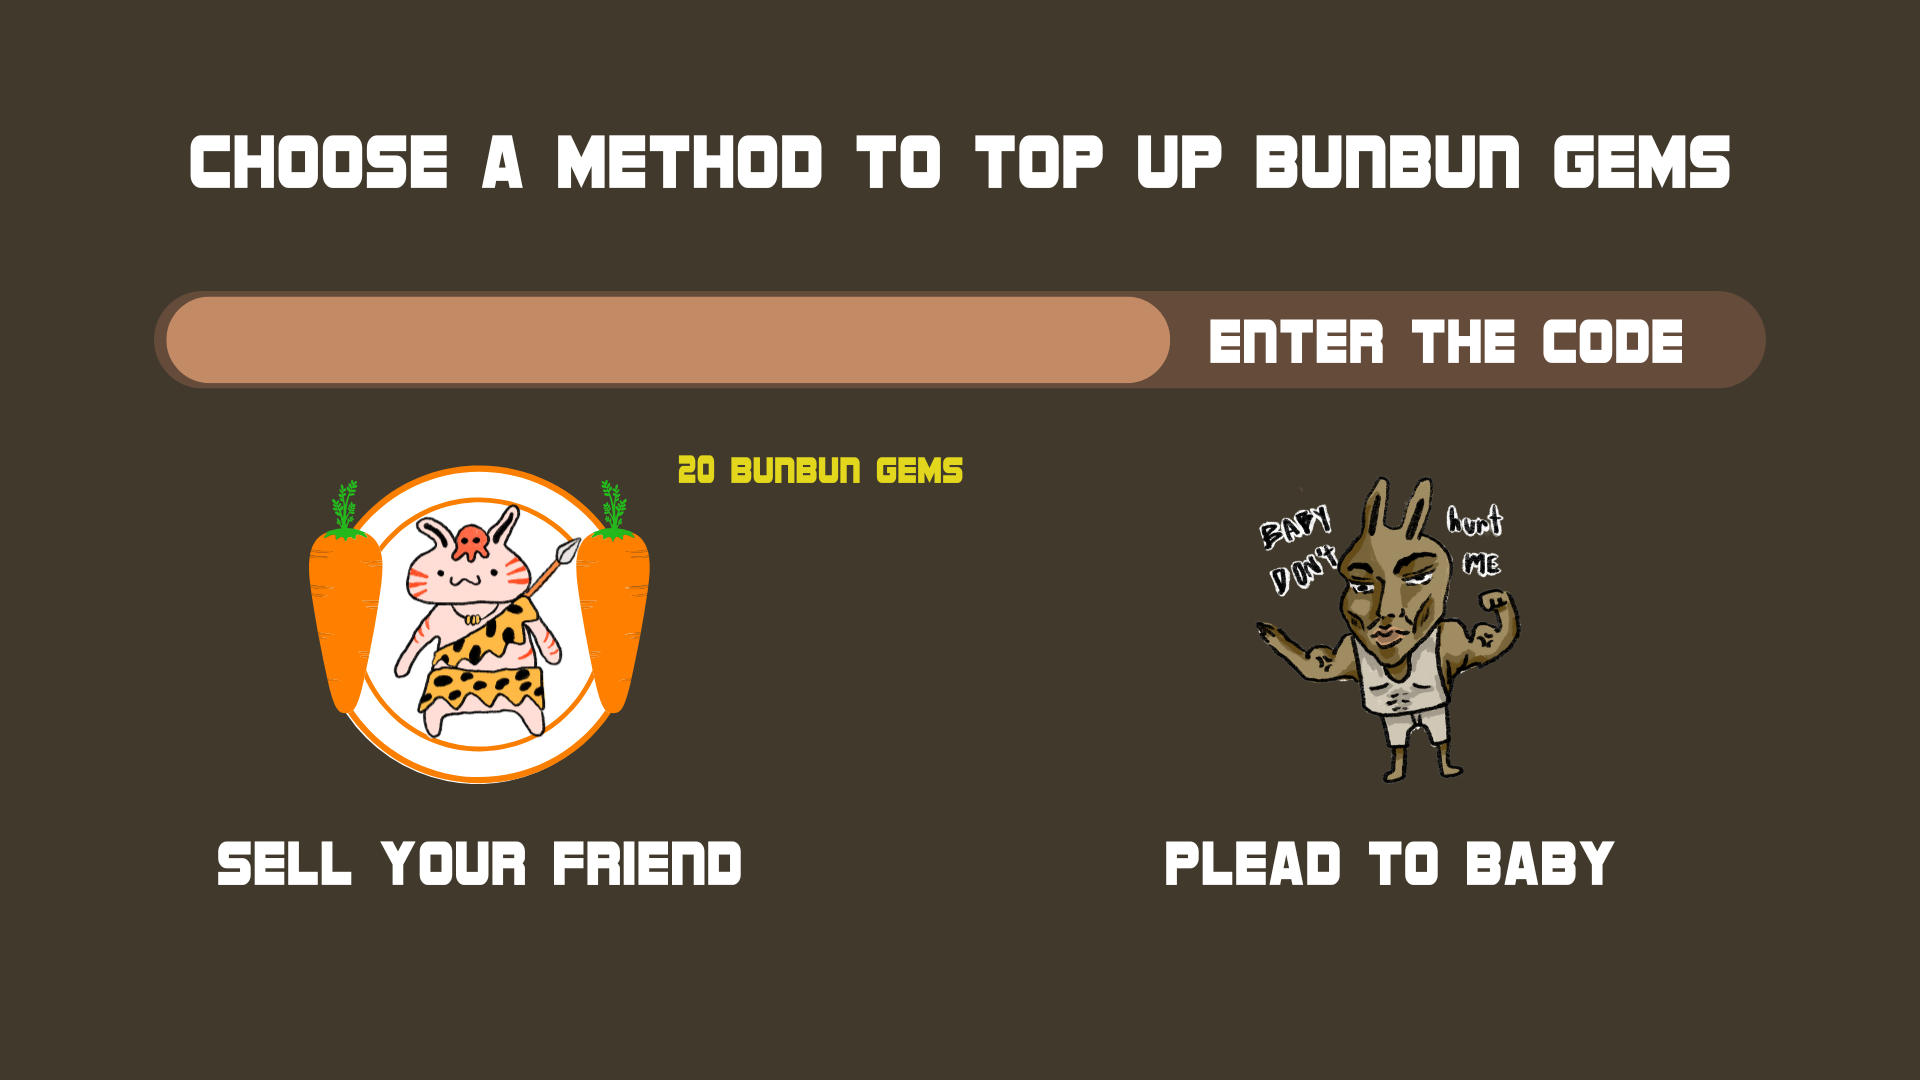 CHOOSE A METHOD TO TOP UP BUNBUN GEMS
ENTER THE CODE
20 BUNBUN GEMS
BABY
DON'T
hurt
ME
SELL YOUR FRIEND
PLEAD TO BABY